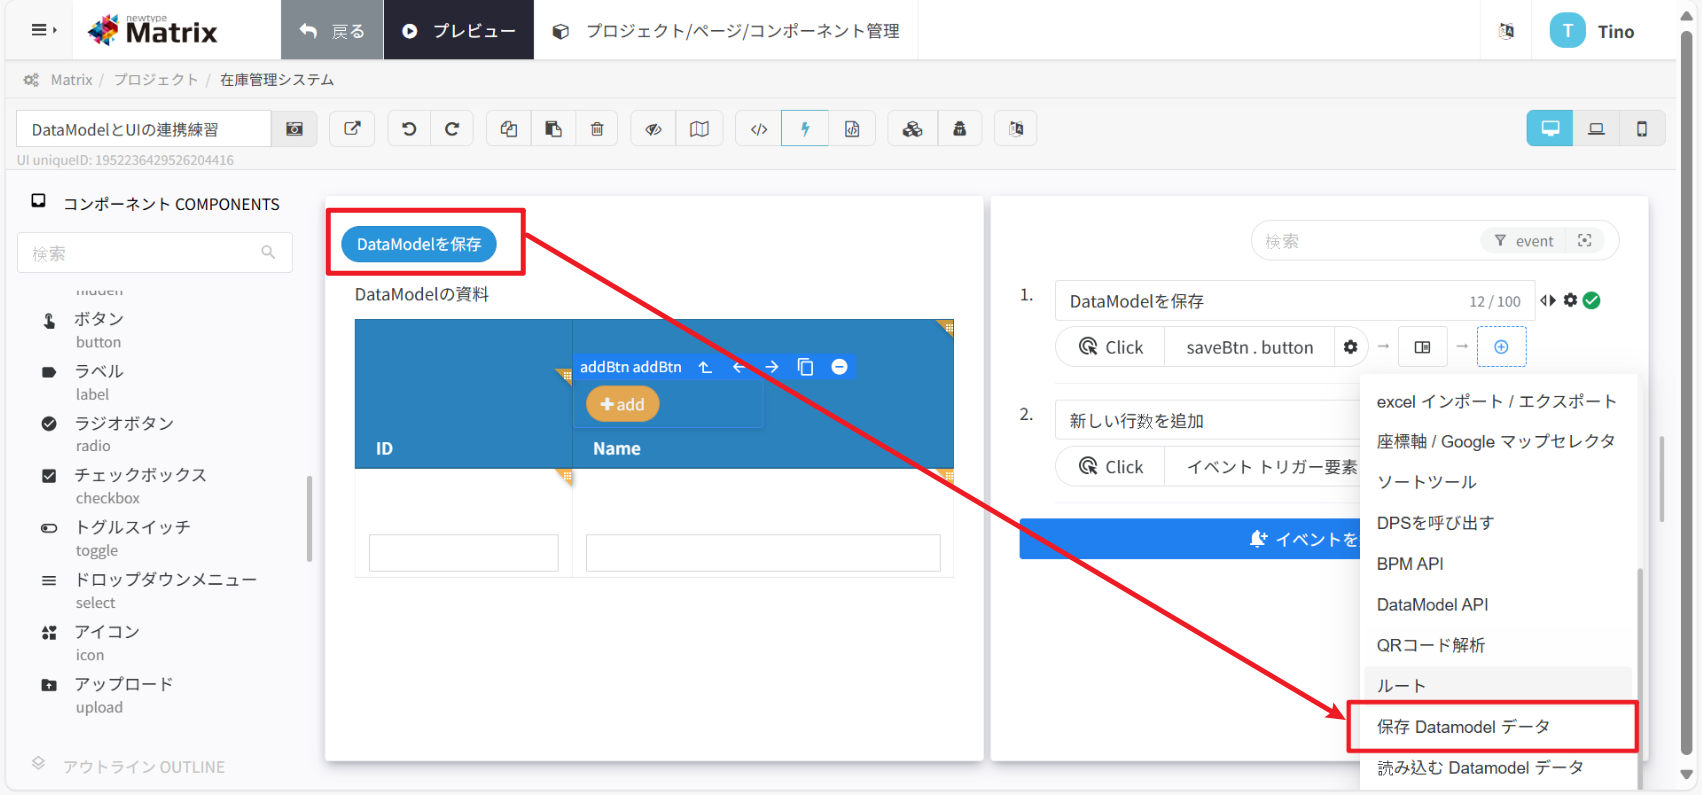 newtype
Matrix
戻る
プレビュー
プロジェクト/ページ/コンポーネント管理
T
Tino
Matrix / プロジェクト / 在庫管理システム
DataModelとUIの連携練習
UI uniqueID: 1952236429526204416
コンポーネント COMPONENTS
検索
hidden
ボタン
button
ラベル
label
ラジオボタン
radio
チェックボックス
checkbox
トグルスイッチ
toggle
ドロップダウンメニュー
select
アイコン
icon
アップロード
upload
アウトライン OUTLINE
DataModelを保存
DataModelの資料
addBtn addBtn
add
ID
Name
検索
event
1.
DataModelを保存
12 / 100
Click
saveBtn . button
2.
新しい行数を追加
Click
イベント トリガー要素
イベントを
excel インポート / エクスポート
座標軸 / Google マップセレクタ
ソートツール
DPSを呼び出す
BPM API
DataModel API
QRコード解析
ルート
保存 Datamodel データ
読み込む Datamodel データ